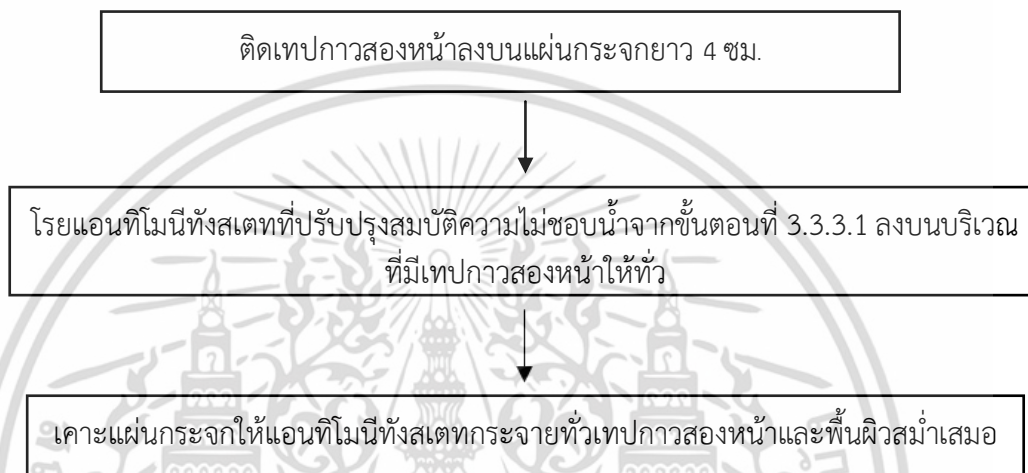 ติดเทปกาวสองหน้าลงบนแผ่นกระจกยาว 4 ซม.
โรยแอนทิโมนีทังสเตทที่ปรับปรุงสมบัติความไม่ชอบน้ำจากขั้นตอนที่ 3.3.3.1 ลงบนบริเวณ
ที่มีเทปกาวสองหน้าให้ทั่ว
เคาะแผ่นกระจกให้แอนทิโมนีทังสเตทกระจายทั่วเทปกาวสองหน้าและพื้นผิวสม่ำเสมอ